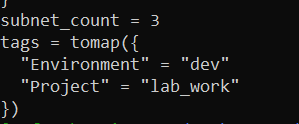 }
subnet_count = 3
tags = tomap({
  "Environment" = "dev"
  "Project" = "lab_work"
})